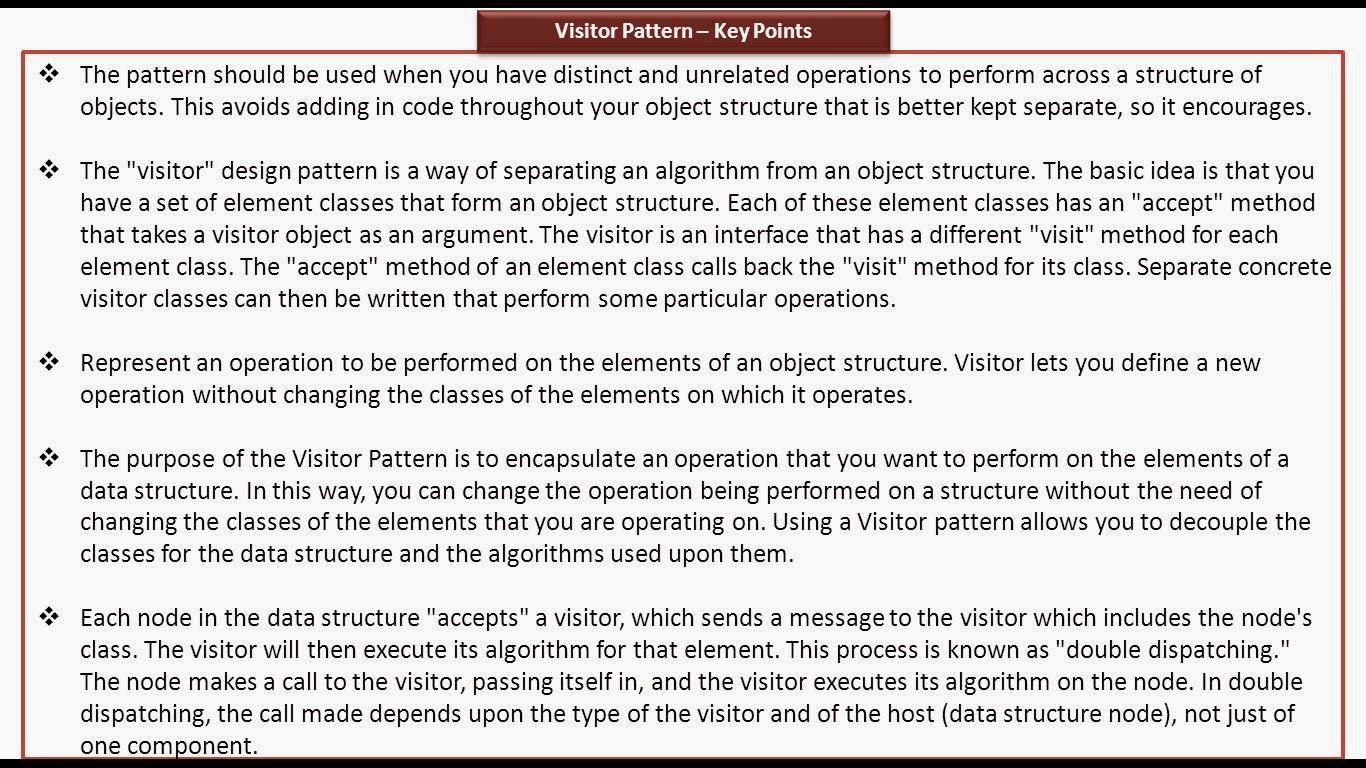 Visitor Pattern – Key Points
❖ The pattern should be used when you have distinct and unrelated operations to perform across a structure of
objects. This avoids adding in code throughout your object structure that is better kept separate, so it encourages.
❖ The "visitor" design pattern is a way of separating an algorithm from an object structure. The basic idea is that you
have a set of element classes that form an object structure. Each of these element classes has an "accept" method
that takes a visitor object as an argument. The visitor is an interface that has a different "visit" method for each
element class. The "accept" method of an element class calls back the "visit" method for its class. Separate concrete
visitor classes can then be written that perform some particular operations.
❖ Represent an operation to be performed on the elements of an object structure. Visitor lets you define a new
operation without changing the classes of the elements on which it operates.
❖ The purpose of the Visitor Pattern is to encapsulate an operation that you want to perform on the elements of a
data structure. In this way, you can change the operation being performed on a structure without the need of
changing the classes of the elements that you are operating on. Using a Visitor pattern allows you to decouple the
classes for the data structure and the algorithms used upon them.
❖ Each node in the data structure "accepts" a visitor, which sends a message to the visitor which includes the node's
class. The visitor will then execute its algorithm for that element. This process is known as "double dispatching."
The node makes a call to the visitor, passing itself in, and the visitor executes its algorithm on the node. In double
dispatching, the call made depends upon the type of the visitor and of the host (data structure node), not just of
one component.